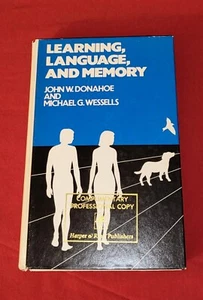 LEARNING,
LANGUAGE,
AND MEMORY
JOHN W. DONAHOE
AND
MICHAEL G. WESSELLS
COMPLIMENTARY
PROFESSIONAL COPY
Harper & Row Publishers